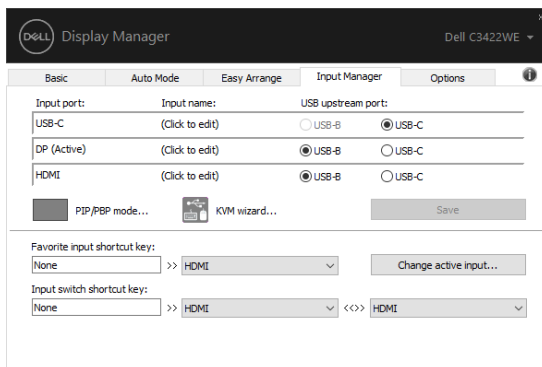 DELL Display Manager Dell C3422WE
Basic Auto Mode Easy Arrange Input Manager Options
Input port: Input name: USB upstream port:
USB-C (Click to edit) USB-B USB-C
DP (Active) (Click to edit) USB-B USB-C
HDMI (Click to edit) USB-B USB-C
PIP/PBP mode... KVM wizard... Save
Favorite input shortcut key:
None >> HDMI Change active input...
Input switch shortcut key:
None >> HDMI <<>> HDMI